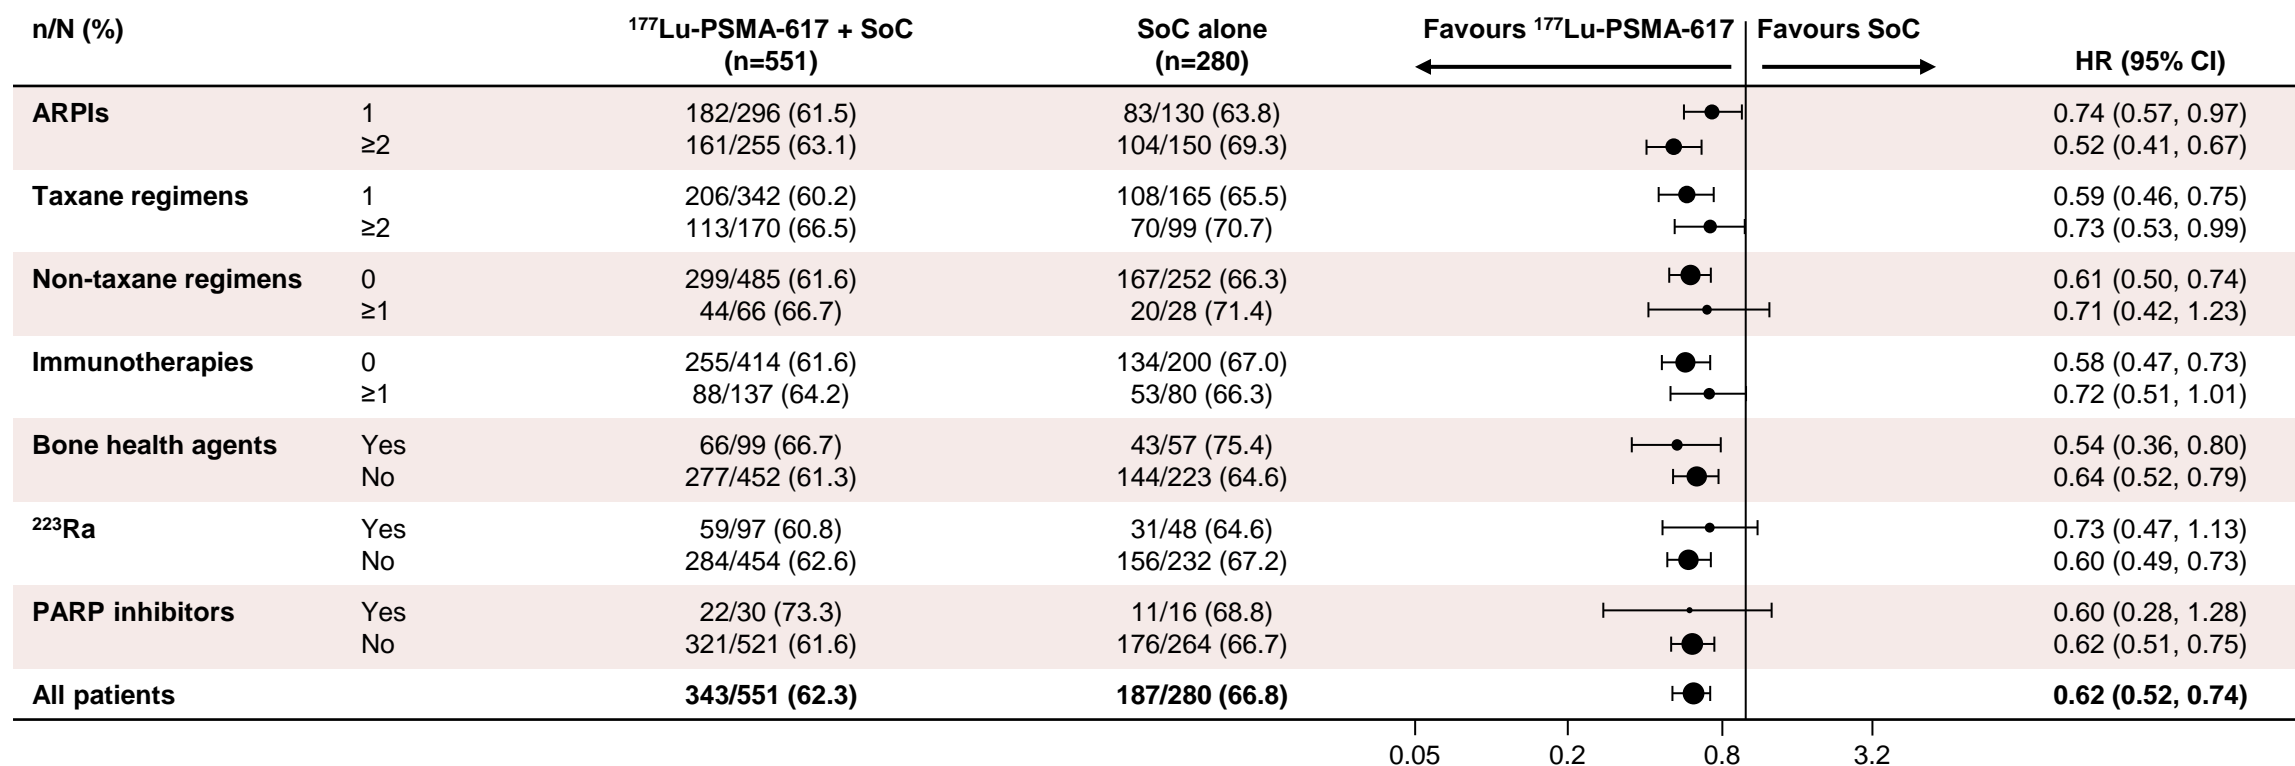 n/N (%) ¹⁷⁷Lu-PSMA-617 + SoC (n=551) SoC alone (n=280) Favours ¹⁷⁷Lu-PSMA-617 Favours SoC HR (95% CI)
ARPIs 1 182/296 (61.5) 83/130 (63.8) 0.74 (0.57, 0.97)
≥2 161/255 (63.1) 104/150 (69.3) 0.52 (0.41, 0.67)
Taxane regimens 1 206/342 (60.2) 108/165 (65.5) 0.59 (0.46, 0.75)
≥2 113/170 (66.5) 70/99 (70.7) 0.73 (0.53, 0.99)
Non-taxane regimens 0 299/485 (61.6) 167/252 (66.3) 0.61 (0.50, 0.74)
≥1 44/66 (66.7) 20/28 (71.4) 0.71 (0.42, 1.23)
Immunotherapies 0 255/414 (61.6) 134/200 (67.0) 0.58 (0.47, 0.73)
≥1 88/137 (64.2) 53/80 (66.3) 0.72 (0.51, 1.01)
Bone health agents Yes 66/99 (66.7) 43/57 (75.4) 0.54 (0.36, 0.80)
No 277/452 (61.3) 144/223 (64.6) 0.64 (0.52, 0.79)
²²³Ra Yes 59/97 (60.8) 31/48 (64.6) 0.73 (0.47, 1.13)
No 284/454 (62.6) 156/232 (67.2) 0.60 (0.49, 0.73)
PARP inhibitors Yes 22/30 (73.3) 11/16 (68.8) 0.60 (0.28, 1.28)
No 321/521 (61.6) 176/264 (66.7) 0.62 (0.51, 0.75)
All patients 343/551 (62.3) 187/280 (66.8) 0.62 (0.52, 0.74)
0.05 0.2 0.8 3.2